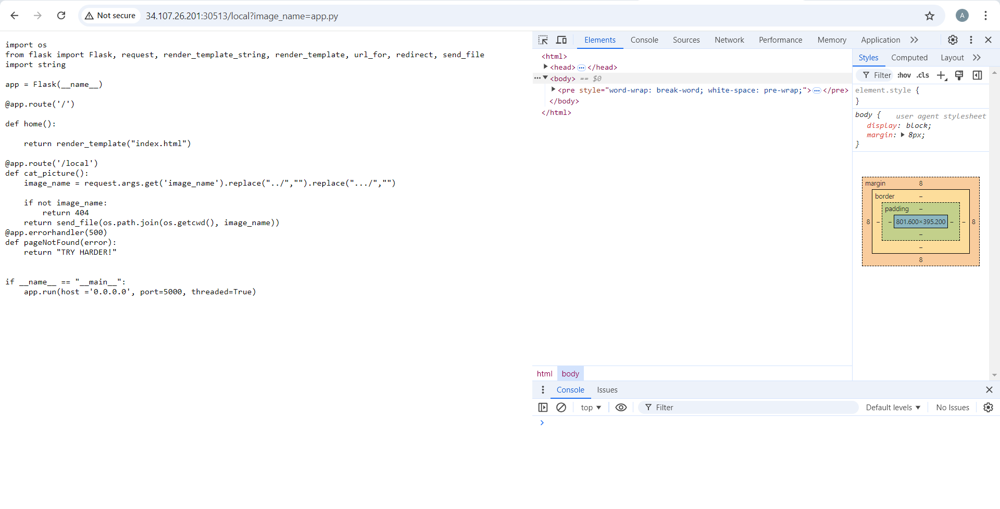 Not secure 34.107.26.201:30513/local?image_name=app.py A
import os
from flask import Flask, request, render_template_string, render_template, url_for, redirect, send_file
import string
app = Flask(__name__)
@app.route('/')
def home():
    return render_template("index.html")
@app.route('/local')
def cat_picture():
    image_name = request.args.get('image_name').replace("../","").replace(".../","")
    if not image_name:
        return 404
    return send_file(os.path.join(os.getcwd(), image_name))
@app.errorhandler(500)
def pageNotFound(error):
    return "TRY HARDER!"
if __name__ == "__main__":
    app.run(host ='0.0.0.0', port=5000, threaded=True)
Elements Console Sources Network Performance Memory Application
<html>
<head> ... </head>
<body> == $0
<pre style="word-wrap: break-word; white-space: pre-wrap;"> ... </pre>
</body>
</html>
html body
Styles Computed Layout
Filter :hov .cls
element.style {
}
body { user agent stylesheet
display: block;
margin: 8px;
}
margin 8
border –
padding –
8 – – 801.600×395.200 – – 8
–
–
8
Console Issues
top Filter Default levels No Issues